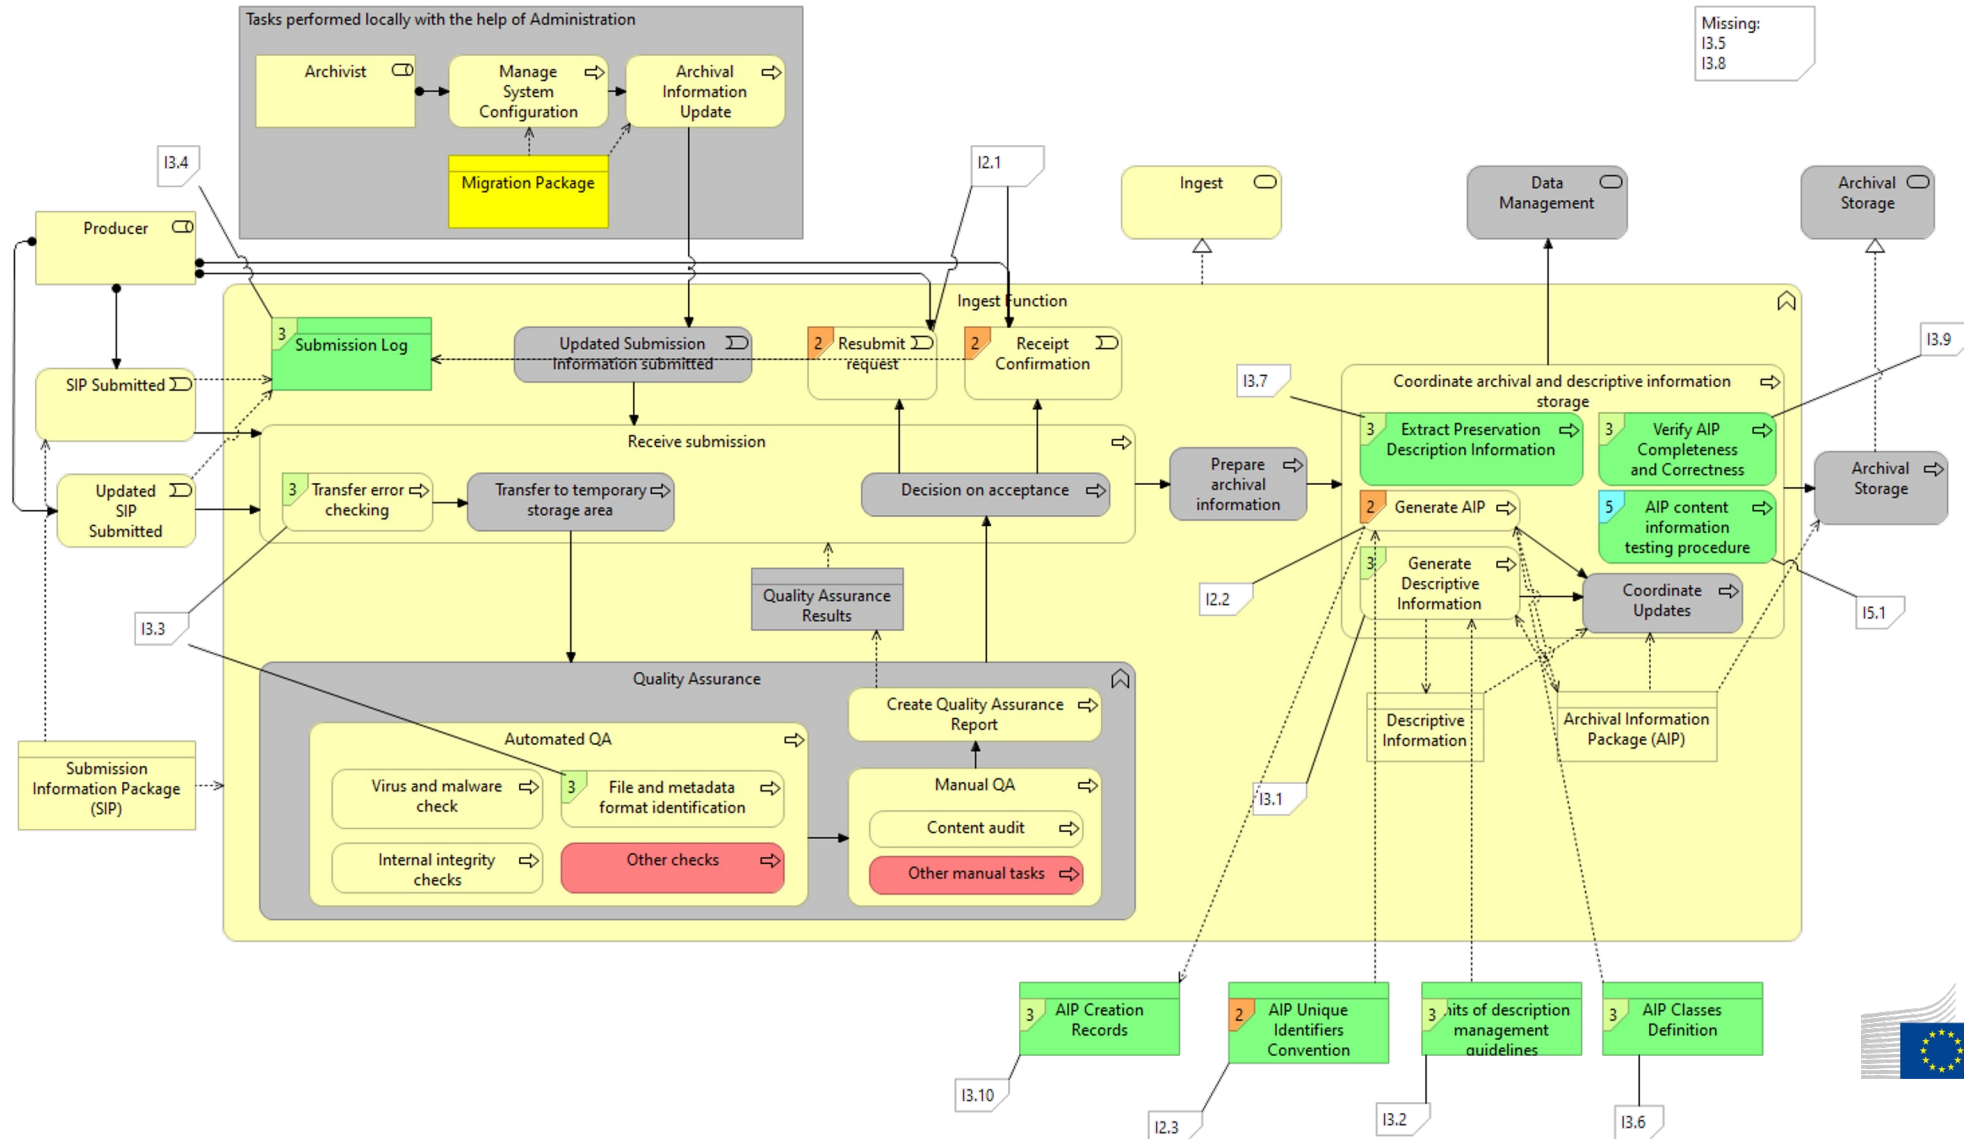 Tasks performed locally with the help of Administration
Missing:
I3.5
I3.8
Archivist
Manage
System
Configuration
Archival
Information
Update
Migration Package
I3.4
I2.1
Producer
Ingest
Data
Management
Archival
Storage
Ingest Function
3
Submission Log
Updated Submission
Information submitted
2
Resubmit
request
2
Receipt
Confirmation
I3.9
I3.7
SIP Submitted
Coordinate archival and descriptive information
storage
3
Extract Preservation
Description Information
3
Verify AIP
Completeness
and Correctness
Receive submission
Updated
SIP
Submitted
3
Transfer error
checking
Transfer to temporary
storage area
Decision on acceptance
Prepare
archival
information
2
Generate AIP
5
AIP content
information
testing procedure
Archival
Storage
3
Generate
Descriptive
Information
Coordinate
Updates
I2.2
I5.1
I3.3
Quality Assurance
Results
Quality Assurance
Create Quality Assurance
Report
Descriptive
Information
Archival Information
Package (AIP)
Automated QA
Virus and malware
check
3
File and metadata
format identification
Manual QA
Content audit
Internal integrity
checks
Other checks
Other manual tasks
Submission
Information Package
(SIP)
I3.1
3
AIP Creation
Records
2
AIP Unique
Identifiers
Convention
3
nits of description
management
guidelines
3
AIP Classes
Definition
I3.10
I2.3
I3.2
I3.6